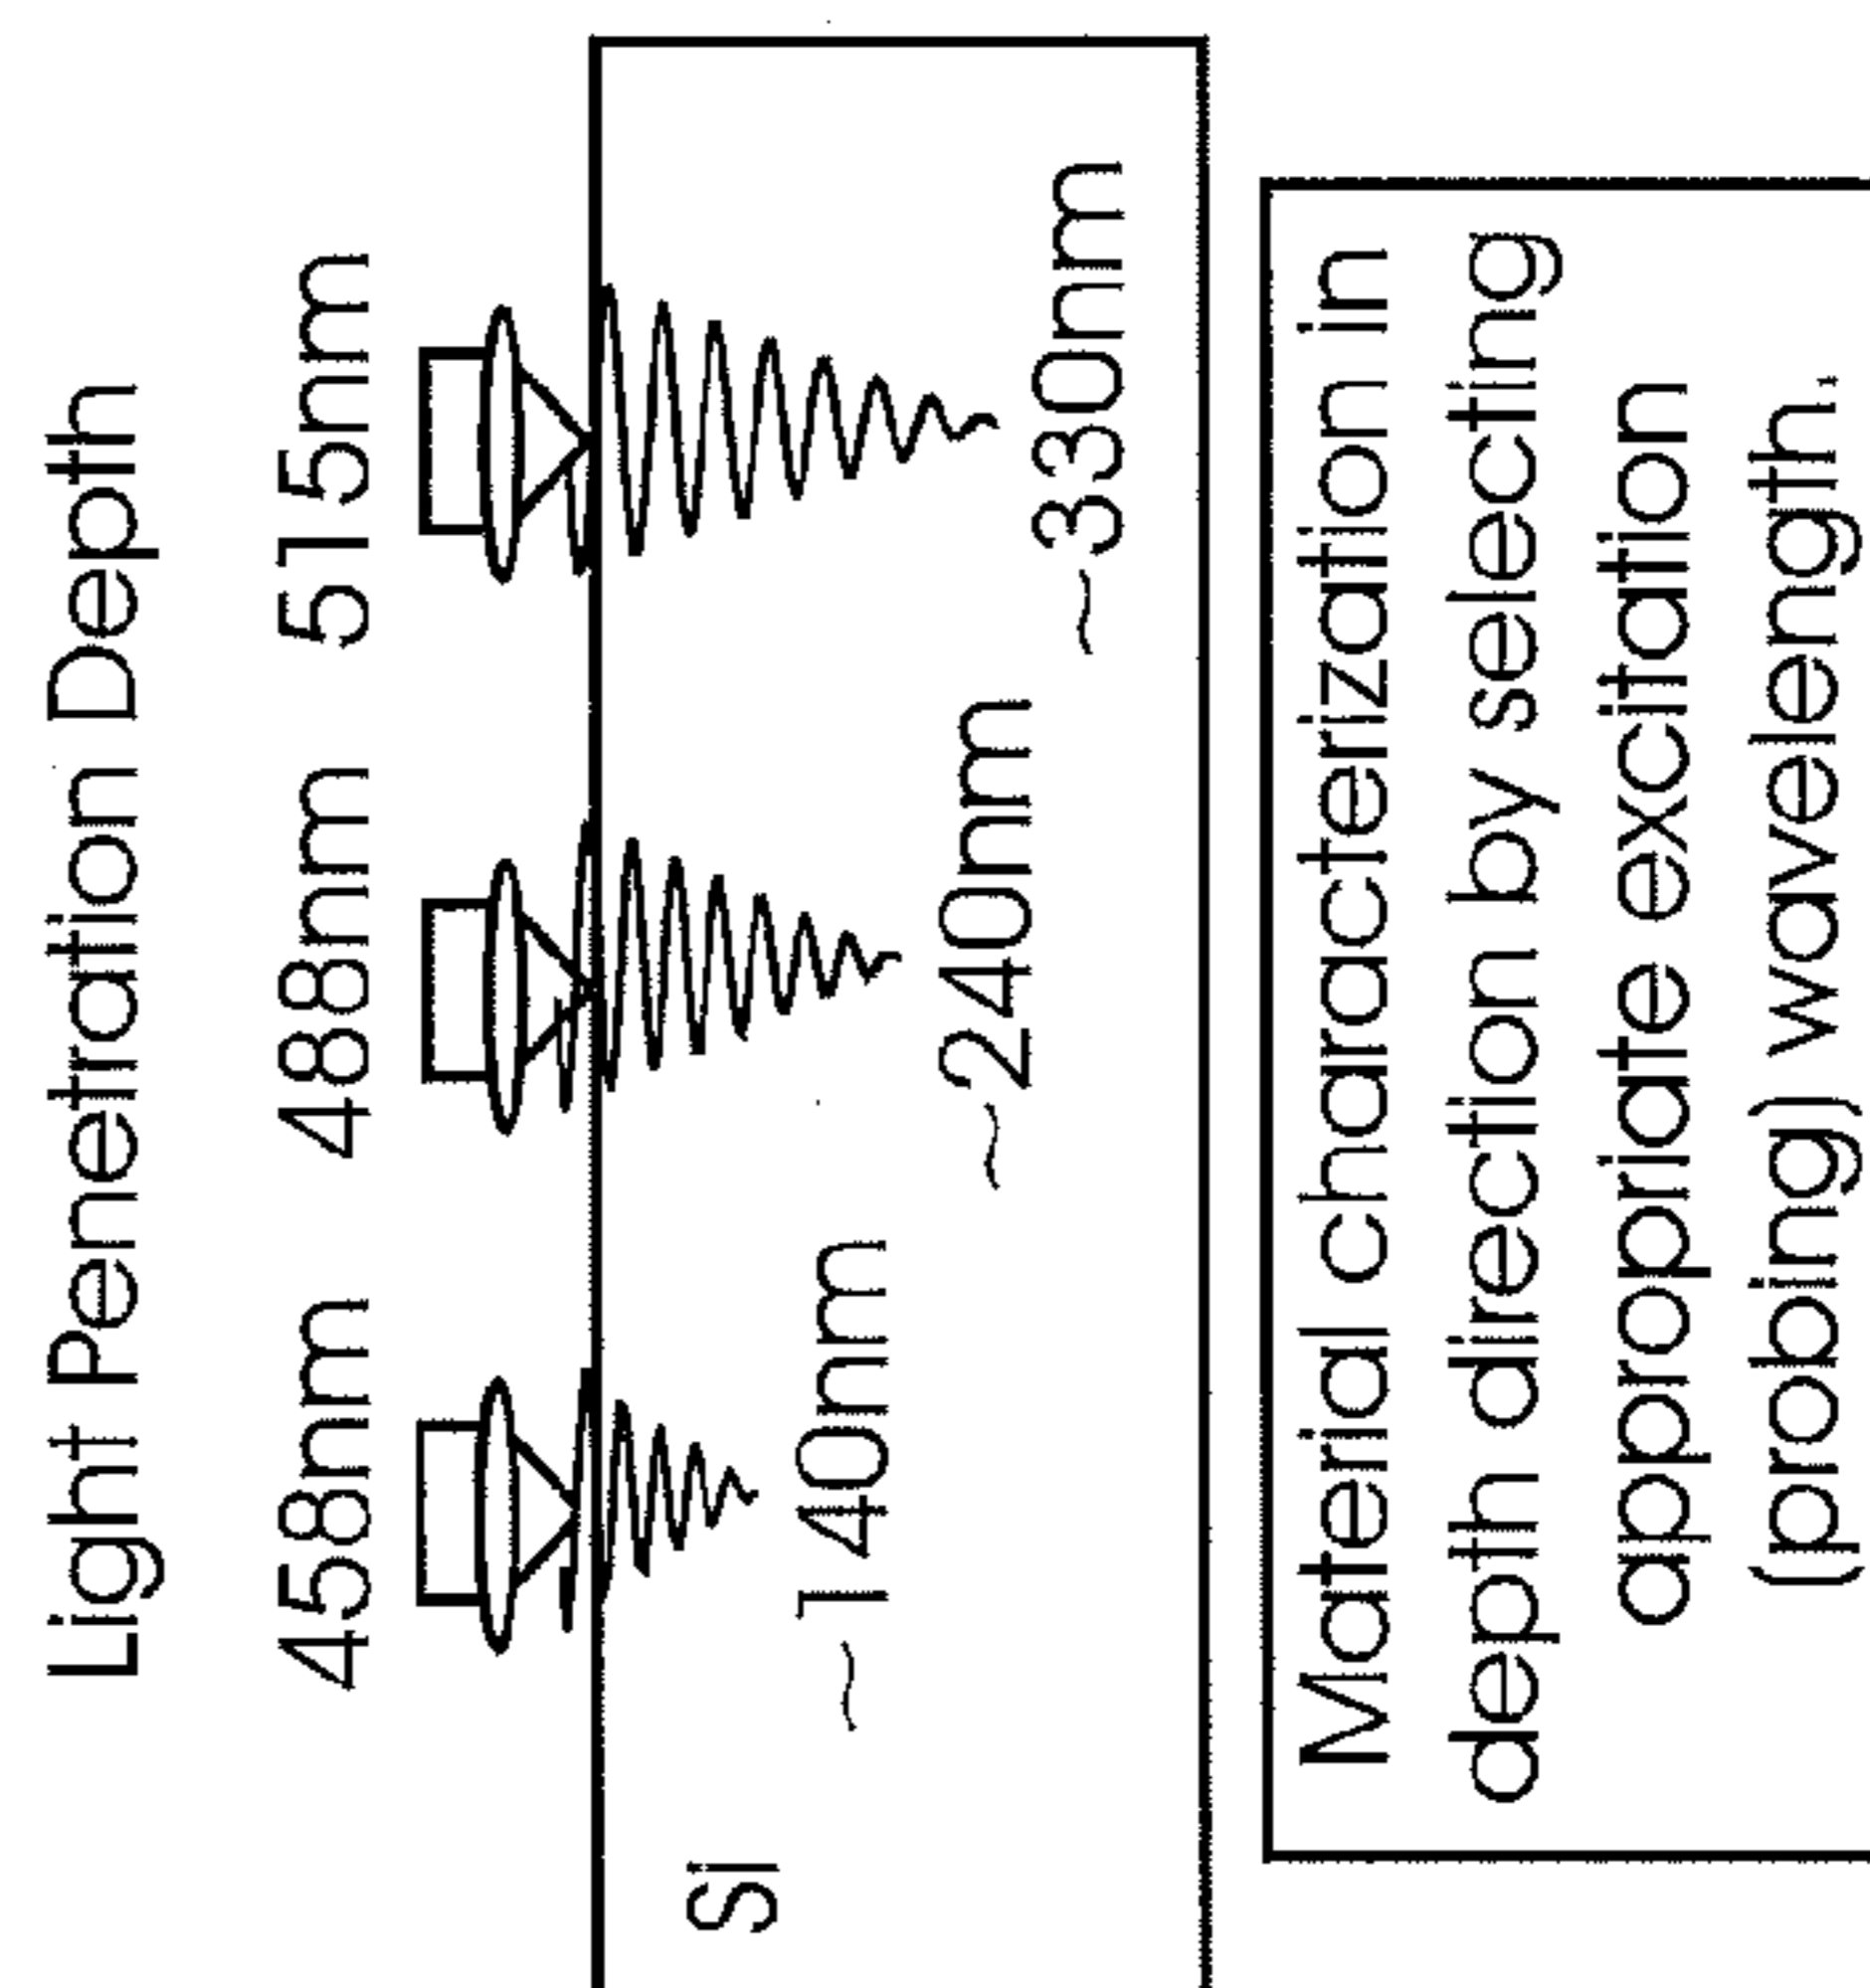 Light Penetration Depth
458nm 488nm 515nm
Si
~140nm
~240nm
~330nm
Material characterization in
depth direction by selecting
appropriate excitation
(probing) wavelength.